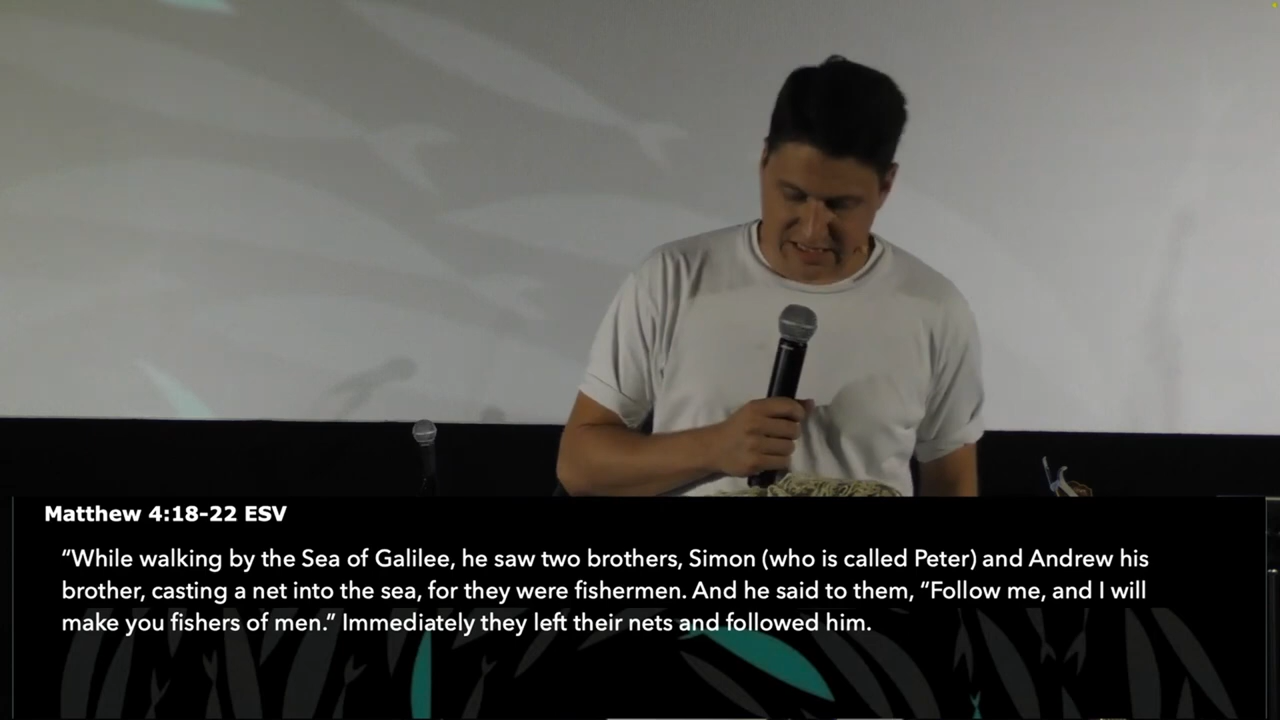 Matthew 4:18-22 ESV
“While walking by the Sea of Galilee, he saw two brothers, Simon (who is called Peter) and Andrew his
brother, casting a net into the sea, for they were fishermen. And he said to them, “Follow me, and I will
make you fishers of men.” Immediately they left their nets and followed him.